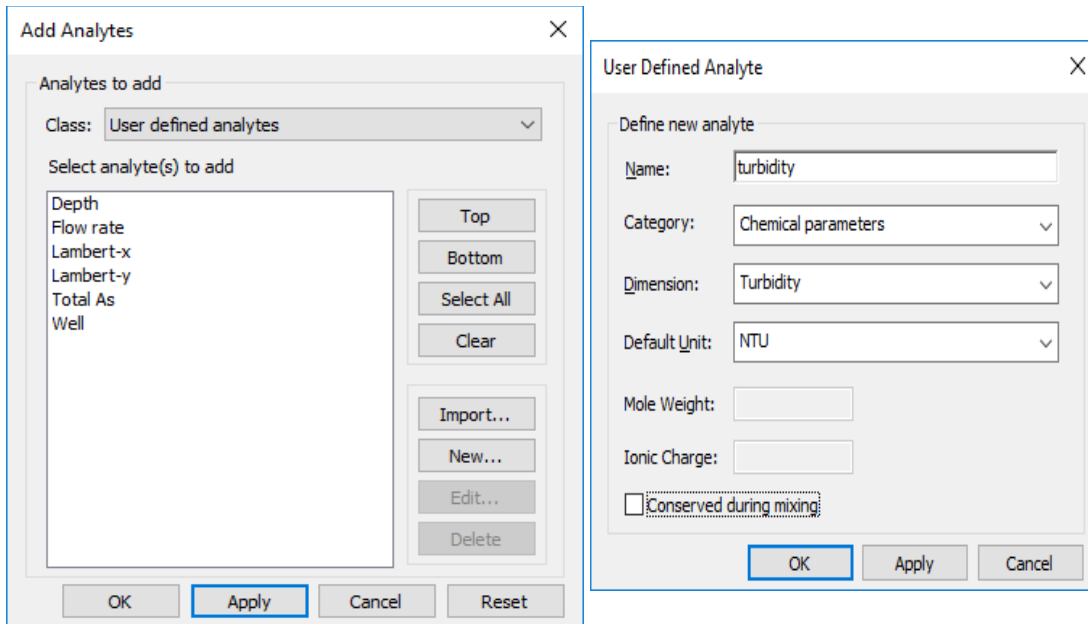 Add Analytes
Analytes to add
Class: User defined analytes
Select analyte(s) to add
Depth
Flow rate
Lambert-x
Lambert-y
Total As
Well
Top
Bottom
Select All
Clear
Import...
New...
Edit...
Delete
OK Apply Cancel Reset
User Defined Analyte
Define new analyte
Name: turbidity
Category: Chemical parameters
Dimension: Turbidity
Default Unit: NTU
Mole Weight:
Ionic Charge:
Conserved during mixing
OK Apply Cancel